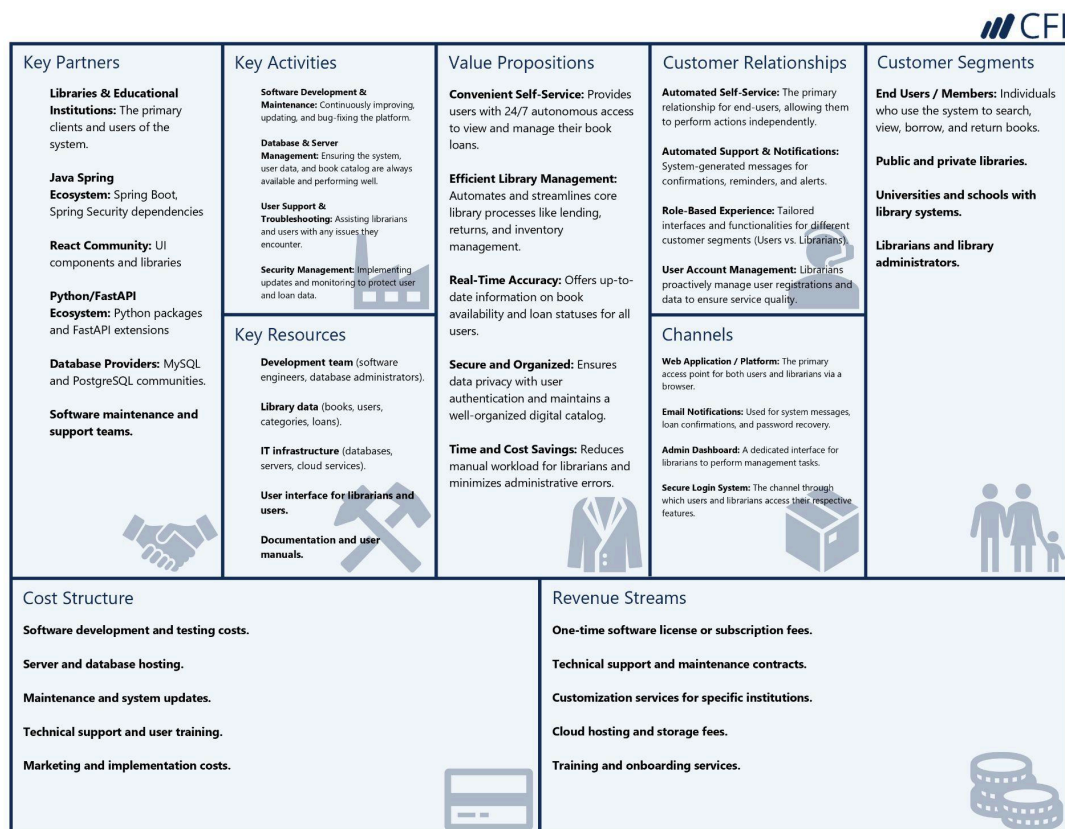 CFI
Key Partners
Libraries & Educational
Institutions: The primary
clients and users of the
system.
Java Spring
Ecosystem: Spring Boot,
Spring Security dependencies
React Community: UI
components and libraries
Python/FastAPI
Ecosystem: Python packages
and FastAPI extensions
Database Providers: MySQL
and PostgreSQL communities.
Software maintenance and
support teams.
Key Activities
Software Development &
Maintenance: Continuously improving,
updating, and bug-fixing the platform.
Database & Server
Management: Ensuring the system,
user data, and book catalog are always
available and performing well.
User Support &
Troubleshooting: Assisting librarians
and users with any issues they
encounter.
Security Management: Implementing
updates and monitoring to protect user
and loan data.
Key Resources
Development team (software
engineers, database administrators).
Library data (books, users,
categories, loans).
IT infrastructure (databases,
servers, cloud services).
User interface for librarians and
users.
Documentation and user
manuals.
Value Propositions
Convenient Self-Service: Provides
users with 24/7 autonomous access
to view and manage their book
loans.
Efficient Library Management:
Automates and streamlines core
library processes like lending,
returns, and inventory
management.
Real-Time Accuracy: Offers up-to-
date information on book
availability and loan statuses for all
users.
Secure and Organized: Ensures
data privacy with user
authentication and maintains a
well-organized digital catalog.
Time and Cost Savings: Reduces
manual workload for librarians and
minimizes administrative errors.
Customer Relationships
Automated Self-Service: The primary
relationship for end-users, allowing them
to perform actions independently.
Automated Support & Notifications:
System-generated messages for
confirmations, reminders, and alerts.
Role-Based Experience: Tailored
interfaces and functionalities for different
customer segments (Users vs. Librarians).
User Account Management: Librarians
proactively manage user registrations and
data to ensure service quality.
Channels
Web Application / Platform: The primary
access point for both users and librarians via a
browser.
Email Notifications: Used for system messages,
loan confirmations, and password recovery.
Admin Dashboard: A dedicated interface for
librarians to perform management tasks.
Secure Login System: The channel through
which users and librarians access their respective
features.
Customer Segments
End Users / Members: Individuals
who use the system to search,
view, borrow, and return books.
Public and private libraries.
Universities and schools with
library systems.
Librarians and library
administrators.
Cost Structure
Software development and testing costs.
Server and database hosting.
Maintenance and system updates.
Technical support and user training.
Marketing and implementation costs.
Revenue Streams
One-time software license or subscription fees.
Technical support and maintenance contracts.
Customization services for specific institutions.
Cloud hosting and storage fees.
Training and onboarding services.